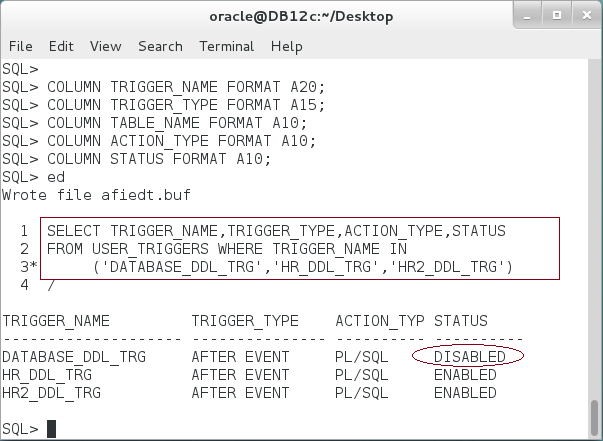 oracle@DB12c:~/Desktop
File Edit View Search Terminal Help
SQL>
SQL> COLUMN TRIGGER_NAME FORMAT A20;
SQL> COLUMN TRIGGER_TYPE FORMAT A15;
SQL> COLUMN TABLE_NAME FORMAT A10;
SQL> COLUMN ACTION_TYPE FORMAT A10;
SQL> COLUMN STATUS FORMAT A10;
SQL> ed
Wrote file afiedt.buf
1 SELECT TRIGGER_NAME,TRIGGER_TYPE,ACTION_TYPE,STATUS
2 FROM USER_TRIGGERS WHERE TRIGGER_NAME IN
3* ('DATABASE_DDL_TRG','HR_DDL_TRG','HR2_DDL_TRG')
4 /
TRIGGER_NAME TRIGGER_TYPE ACTION_TYP STATUS
-------------------- --------------- ---------- ----------
DATABASE_DDL_TRG AFTER EVENT PL/SQL DISABLED
HR_DDL_TRG AFTER EVENT PL/SQL ENABLED
HR2_DDL_TRG AFTER EVENT PL/SQL ENABLED
SQL>